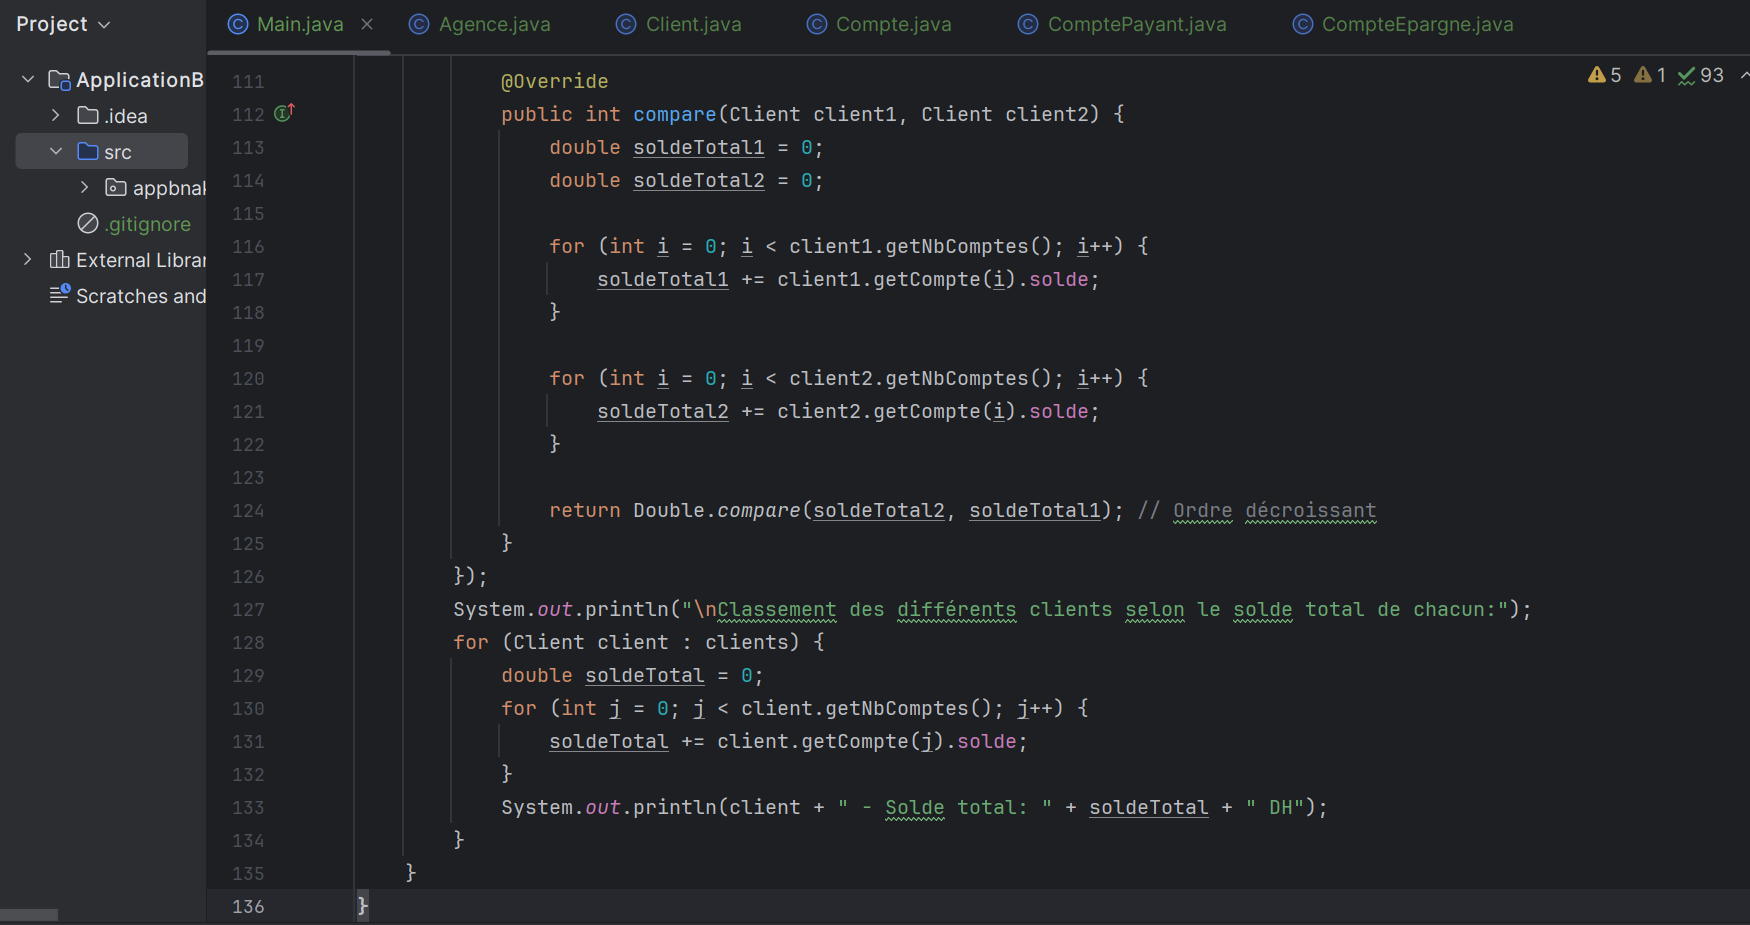 Project
Main.java
Agence.java
Client.java
Compte.java
ComptePayant.java
CompteEpargne.java
ApplicationB
.idea
src
appbnak
.gitignore
External Librar
Scratches and
5 1 93
111 @Override
112 public int compare(Client client1, Client client2) {
113 double soldeTotal1 = 0;
114 double soldeTotal2 = 0;
115
116 for (int i = 0; i < client1.getNbComptes(); i++) {
117 soldeTotal1 += client1.getCompte(i).solde;
118 }
119
120 for (int i = 0; i < client2.getNbComptes(); i++) {
121 soldeTotal2 += client2.getCompte(i).solde;
122 }
123
124 return Double.compare(soldeTotal2, soldeTotal1); // Ordre décroissant
125 }
126 });
127 System.out.println("\nClassement des différents clients selon le solde total de chacun:");
128 for (Client client : clients) {
129 double soldeTotal = 0;
130 for (int j = 0; j < client.getNbComptes(); j++) {
131 soldeTotal += client.getCompte(j).solde;
132 }
133 System.out.println(client + " - Solde total: " + soldeTotal + " DH");
134 }
135 }
136 }